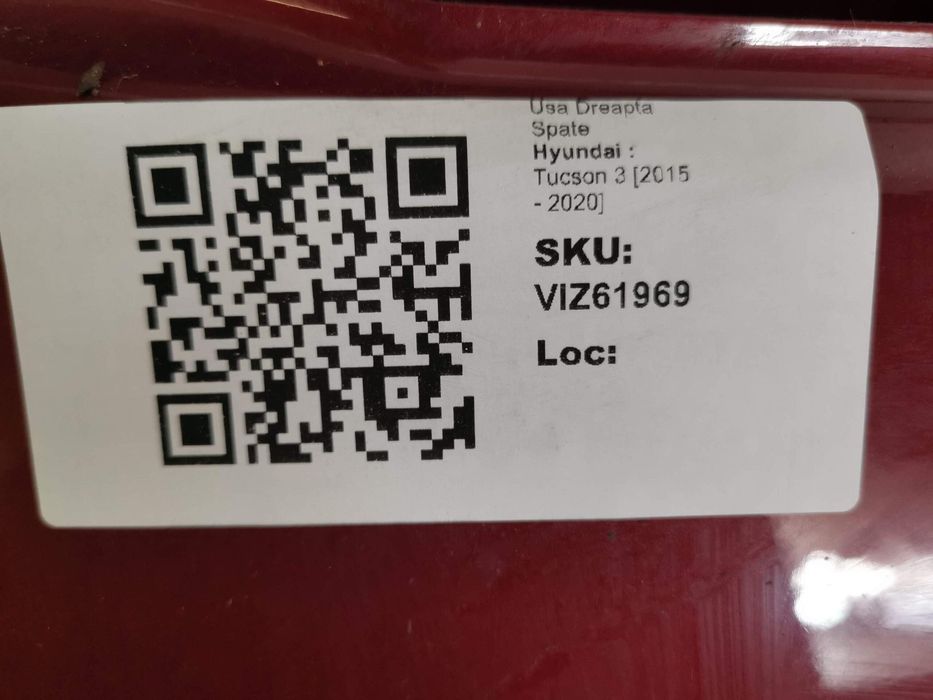 Usa Dreapta
Spate
Hyundai :
Tucson 3 [2015
- 2020]
SKU:
VIZ61969
Loc: